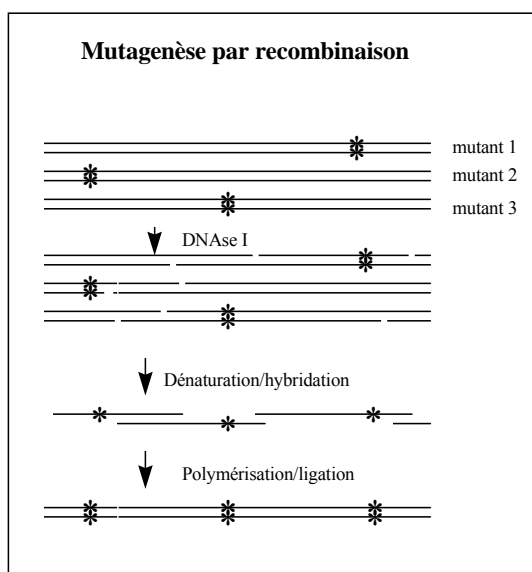 Mutagenèse par recombinaison
mutant 1
mutant 2
mutant 3
DNAse I
Dénaturation/hybridation
Polymérisation/ligation